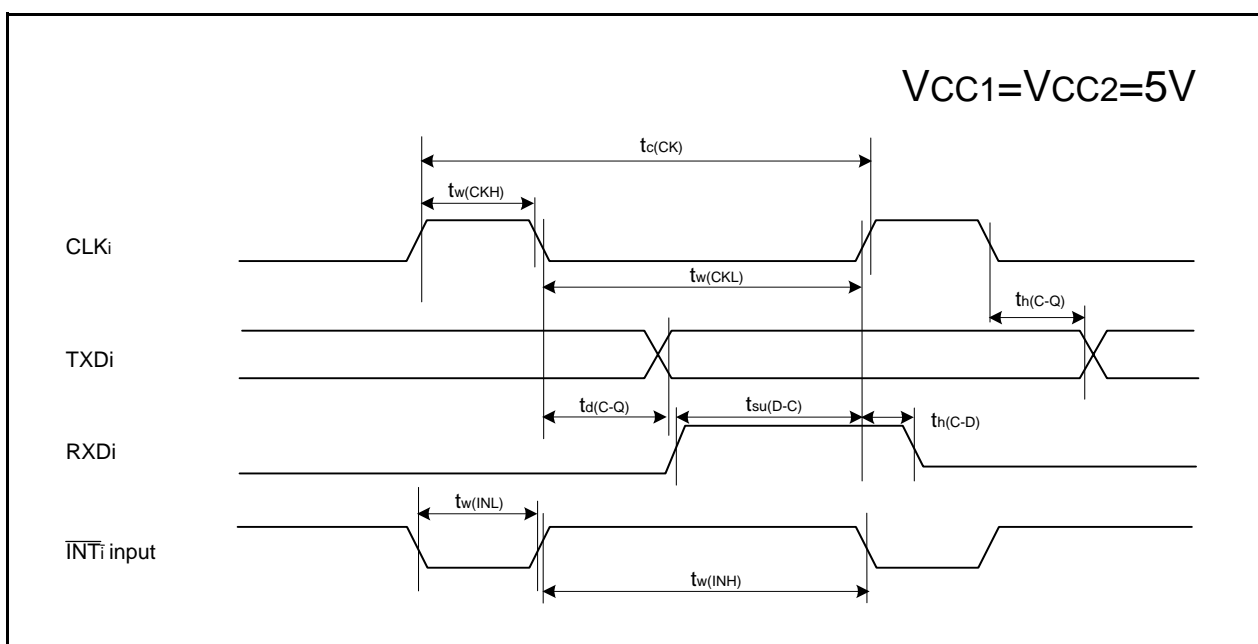 VCC1=VCC2=5V
tc(CK)
tw(CKH)
CLKi
tw(CKL)
th(C-Q)
TXDi
td(C-Q)
tsu(D-C)
th(C-D)
RXDi
tw(INL)
INTi input
tw(INH)